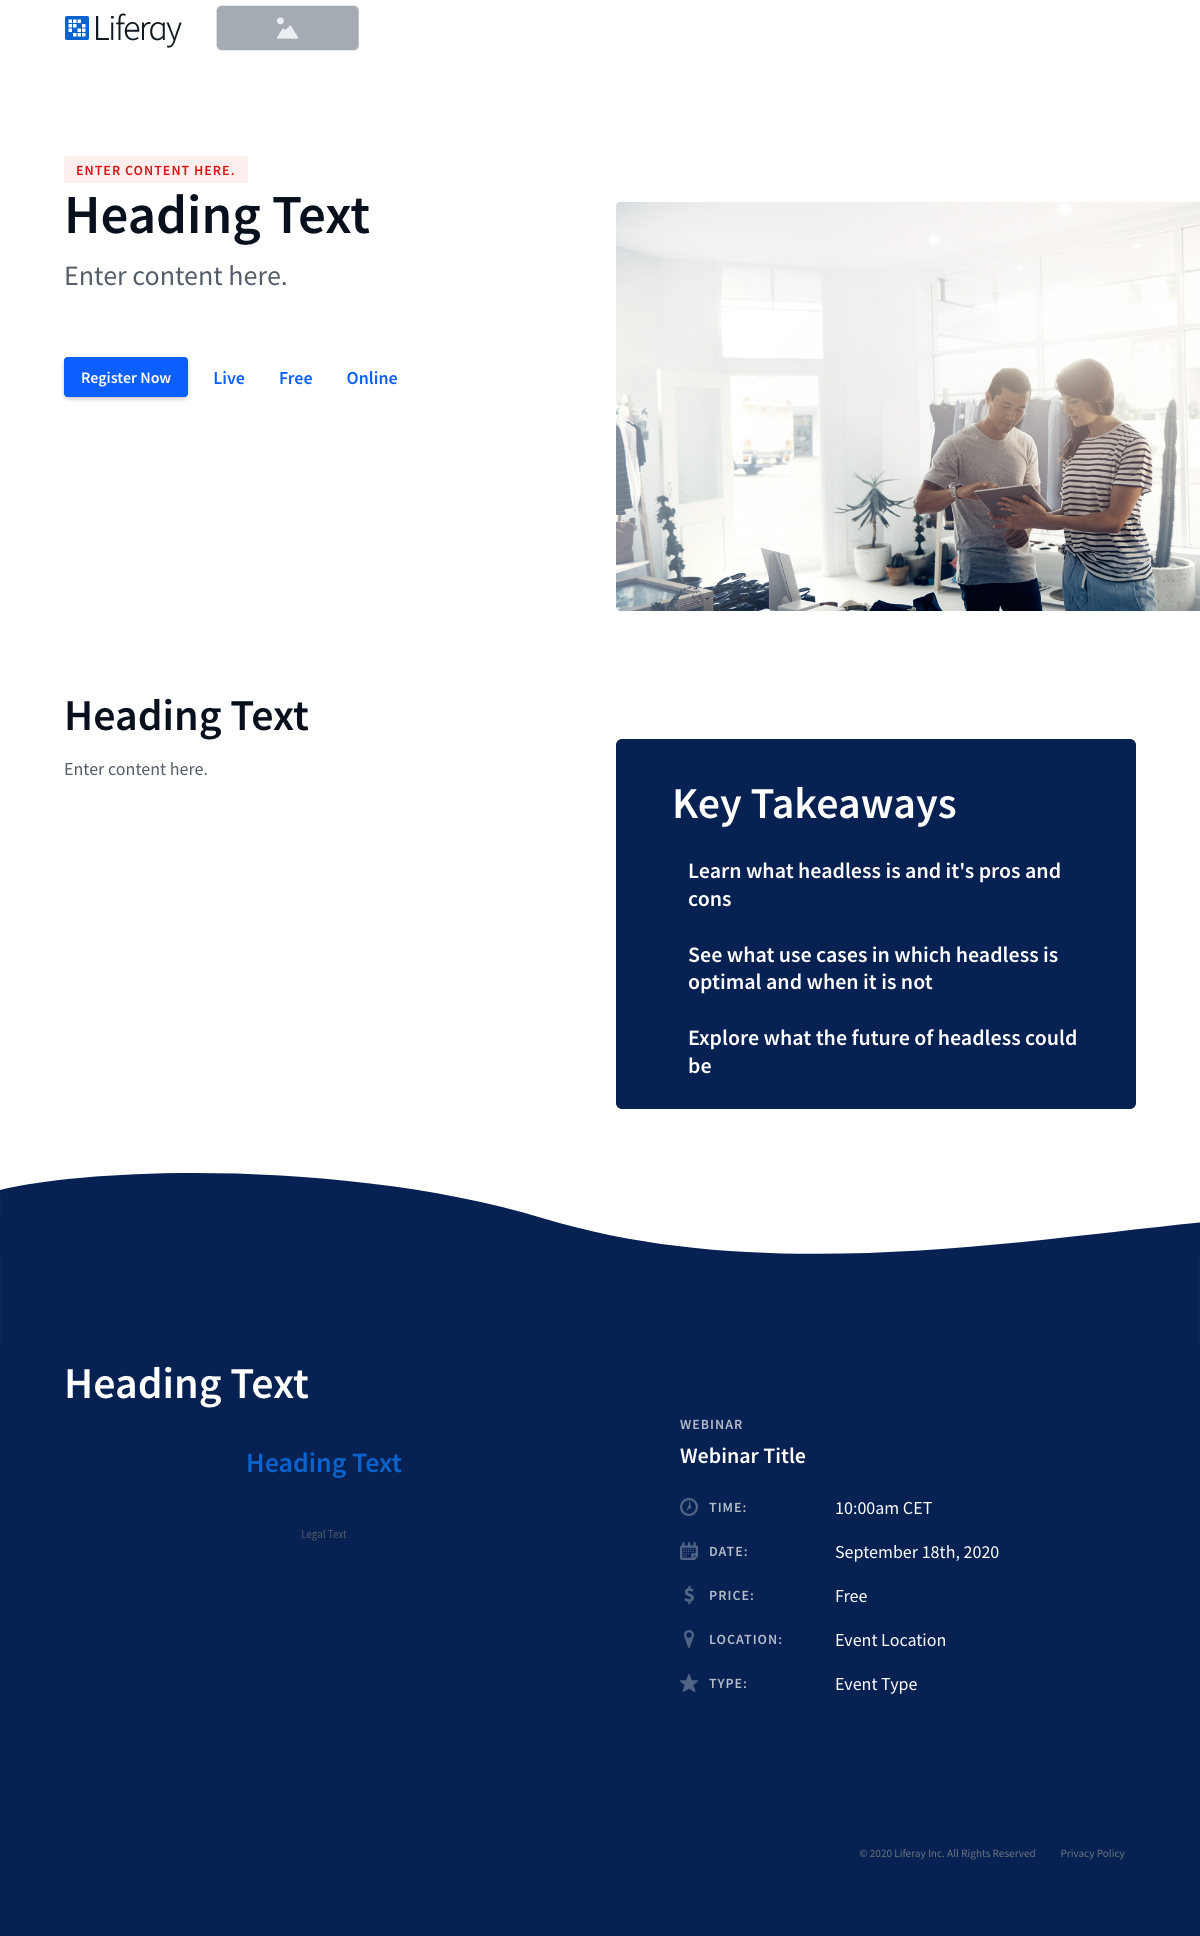 Liferay
ENTER CONTENT HERE.
Heading Text
Enter content here.
Register Now
Live
Free
Online
Heading Text
Enter content here.
Key Takeaways
Learn what headless is and it's pros and
cons
See what use cases in which headless is
optimal and when it is not
Explore what the future of headless could
be
Heading Text
Heading Text
Legal Text
WEBINAR
Webinar Title
TIME: 10:00am CET
DATE: September 18th, 2020
PRICE: Free
LOCATION: Event Location
TYPE: Event Type
© 2020 Liferay Inc. All Rights Reserved Privacy Policy